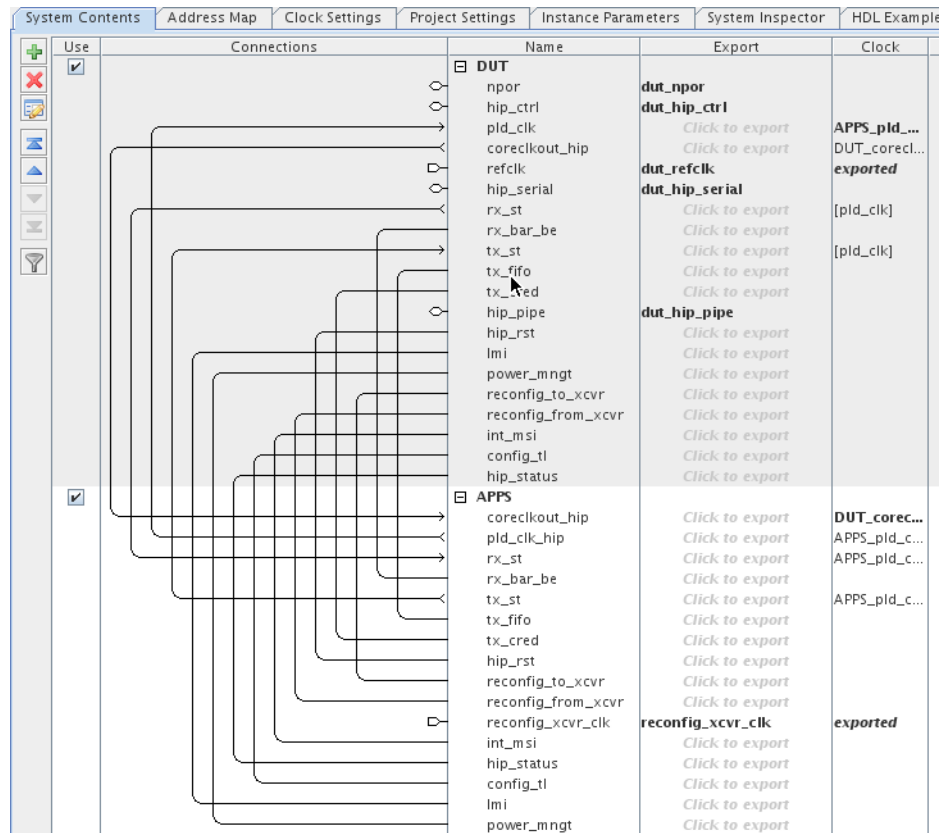 System Contents Address Map Clock Settings Project Settings Instance Parameters System Inspector HDL Example
Use Connections Name Export Clock
DUT
npor dut_npor
hip_ctrl dut_hip_ctrl
pld_clk Click to export APPS_pld_...
coreclkout_hip Click to export DUT_corecl...
refclk dut_refclk exported
hip_serial dut_hip_serial
rx_st Click to export [pld_clk]
rx_bar_be Click to export
tx_st Click to export [pld_clk]
tx_fifo Click to export
tx_cred Click to export
hip_pipe dut_hip_pipe
hip_rst Click to export
lmi Click to export
power_mngt Click to export
reconfig_to_xcvr Click to export
reconfig_from_xcvr Click to export
int_msi Click to export
config_tl Click to export
hip_status Click to export
APPS
coreclkout_hip Click to export DUT_corec...
pld_clk_hip Click to export APPS_pld_c...
rx_st Click to export APPS_pld_c...
rx_bar_be Click to export
tx_st Click to export APPS_pld_c...
tx_fifo Click to export
tx_cred Click to export
hip_rst Click to export
reconfig_to_xcvr Click to export
reconfig_from_xcvr Click to export
reconfig_xcvr_clk reconfig_xcvr_clk exported
int_msi Click to export
hip_status Click to export
config_tl Click to export
lmi Click to export
power_mngt Click to export